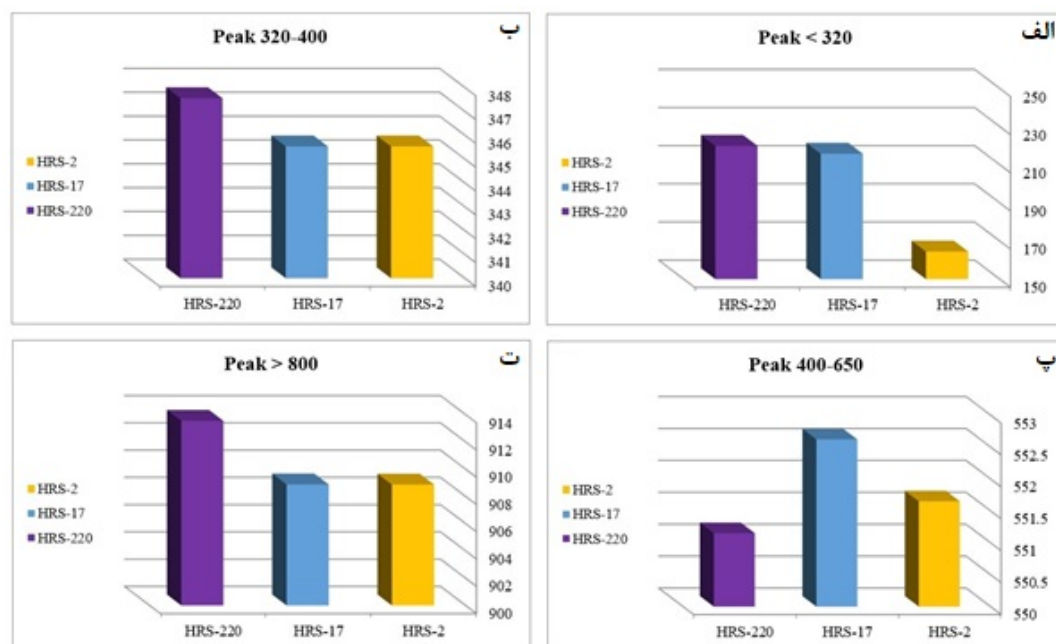 الف
Peak < 320
250
230
210
190
170
150
HRS-2
HRS-17
HRS-220
HRS-220 HRS-17 HRS-2
ب
Peak 320-400
348
347
346
345
344
343
342
341
340
HRS-2
HRS-17
HRS-220
HRS-220 HRS-17 HRS-2
پ
Peak 400-650
553
552.5
552
551.5
551
550.5
550
HRS-2
HRS-17
HRS-220
HRS-220 HRS-17 HRS-2
ت
Peak > 800
914
912
910
908
906
904
902
900
HRS-2
HRS-17
HRS-220
HRS-220 HRS-17 HRS-2